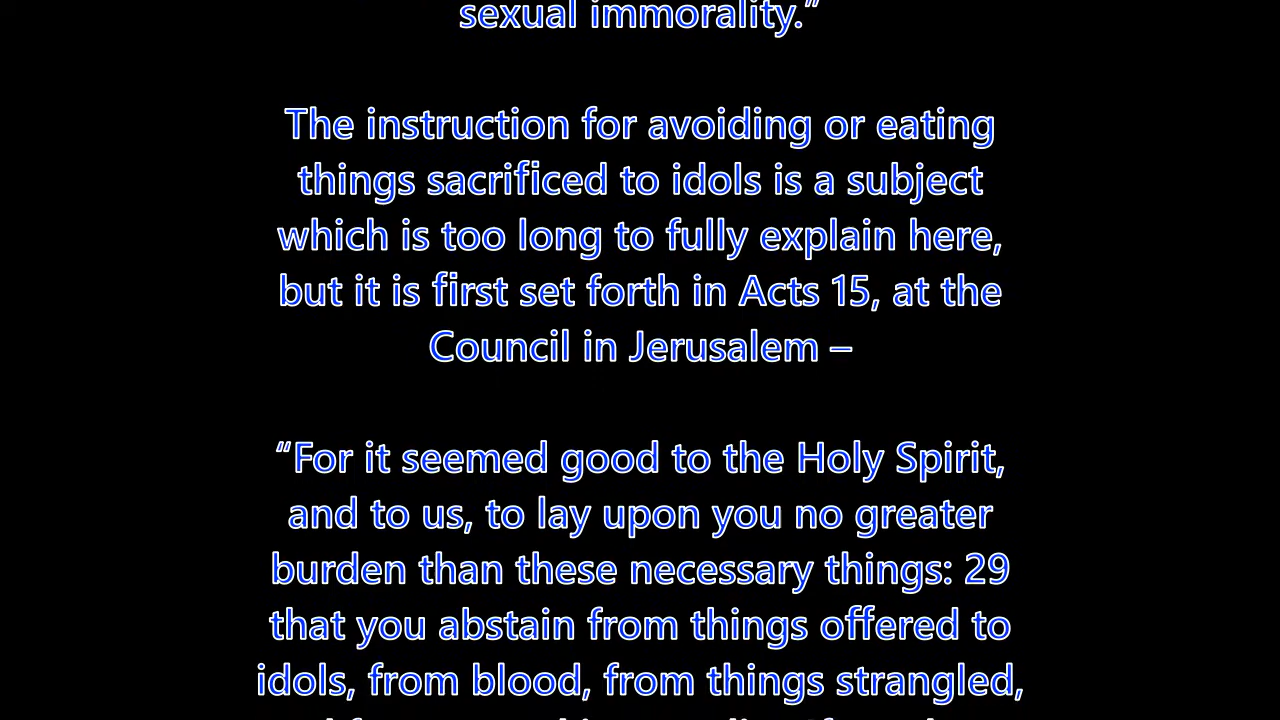 sexual immorality.”
The instruction for avoiding or eating
things sacrificed to idols is a subject
which is too long to fully explain here,
but it is first set forth in Acts 15, at the
Council in Jerusalem –
“For it seemed good to the Holy Spirit,
and to us, to lay upon you no greater
burden than these necessary things: 29
that you abstain from things offered to
idols, from blood, from things strangled,